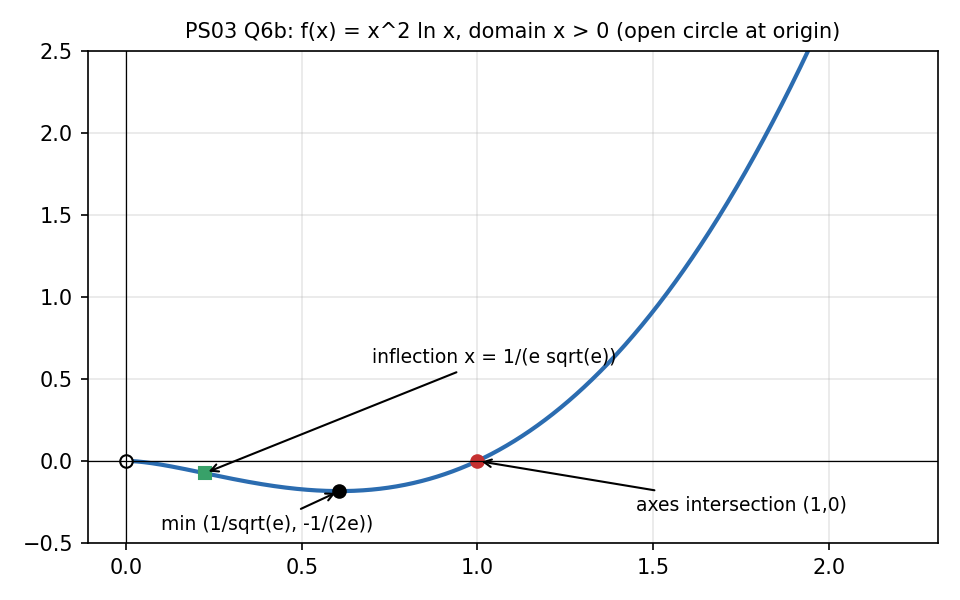 PS03 Q6b: f(x) = x^2 ln x, domain x > 0 (open circle at origin)
2.5
2.0
1.5
1.0
0.5
0.0
−0.5
inflection x = 1/(e sqrt(e))
axes intersection (1,0)
min (1/sqrt(e), -1/(2e))
0.0 0.5 1.0 1.5 2.0